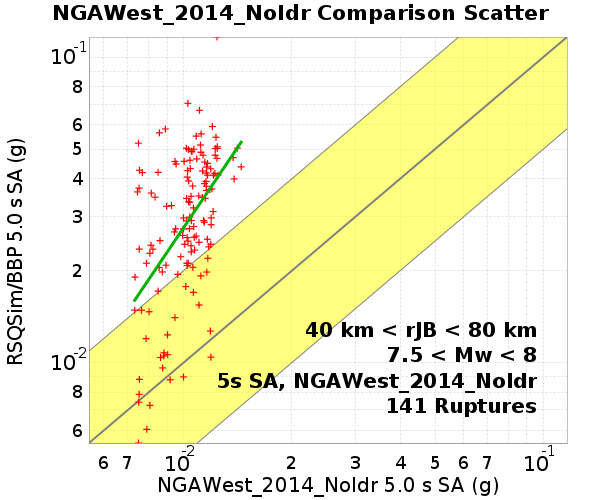 NGAWest_2014_NoIdr Comparison Scatter
RSQSim/BBP 5.0 s SA (g)
10⁻¹
8
6
5
4
3
2
10⁻²
8
6
40 km < rJB < 80 km
7.5 < Mw < 8
5s SA, NGAWest_2014_NoIdr
141 Ruptures
6 7 10⁻² 2 3 4 5 6 7 8 10⁻¹
NGAWest_2014_NoIdr 5.0 s SA (g)